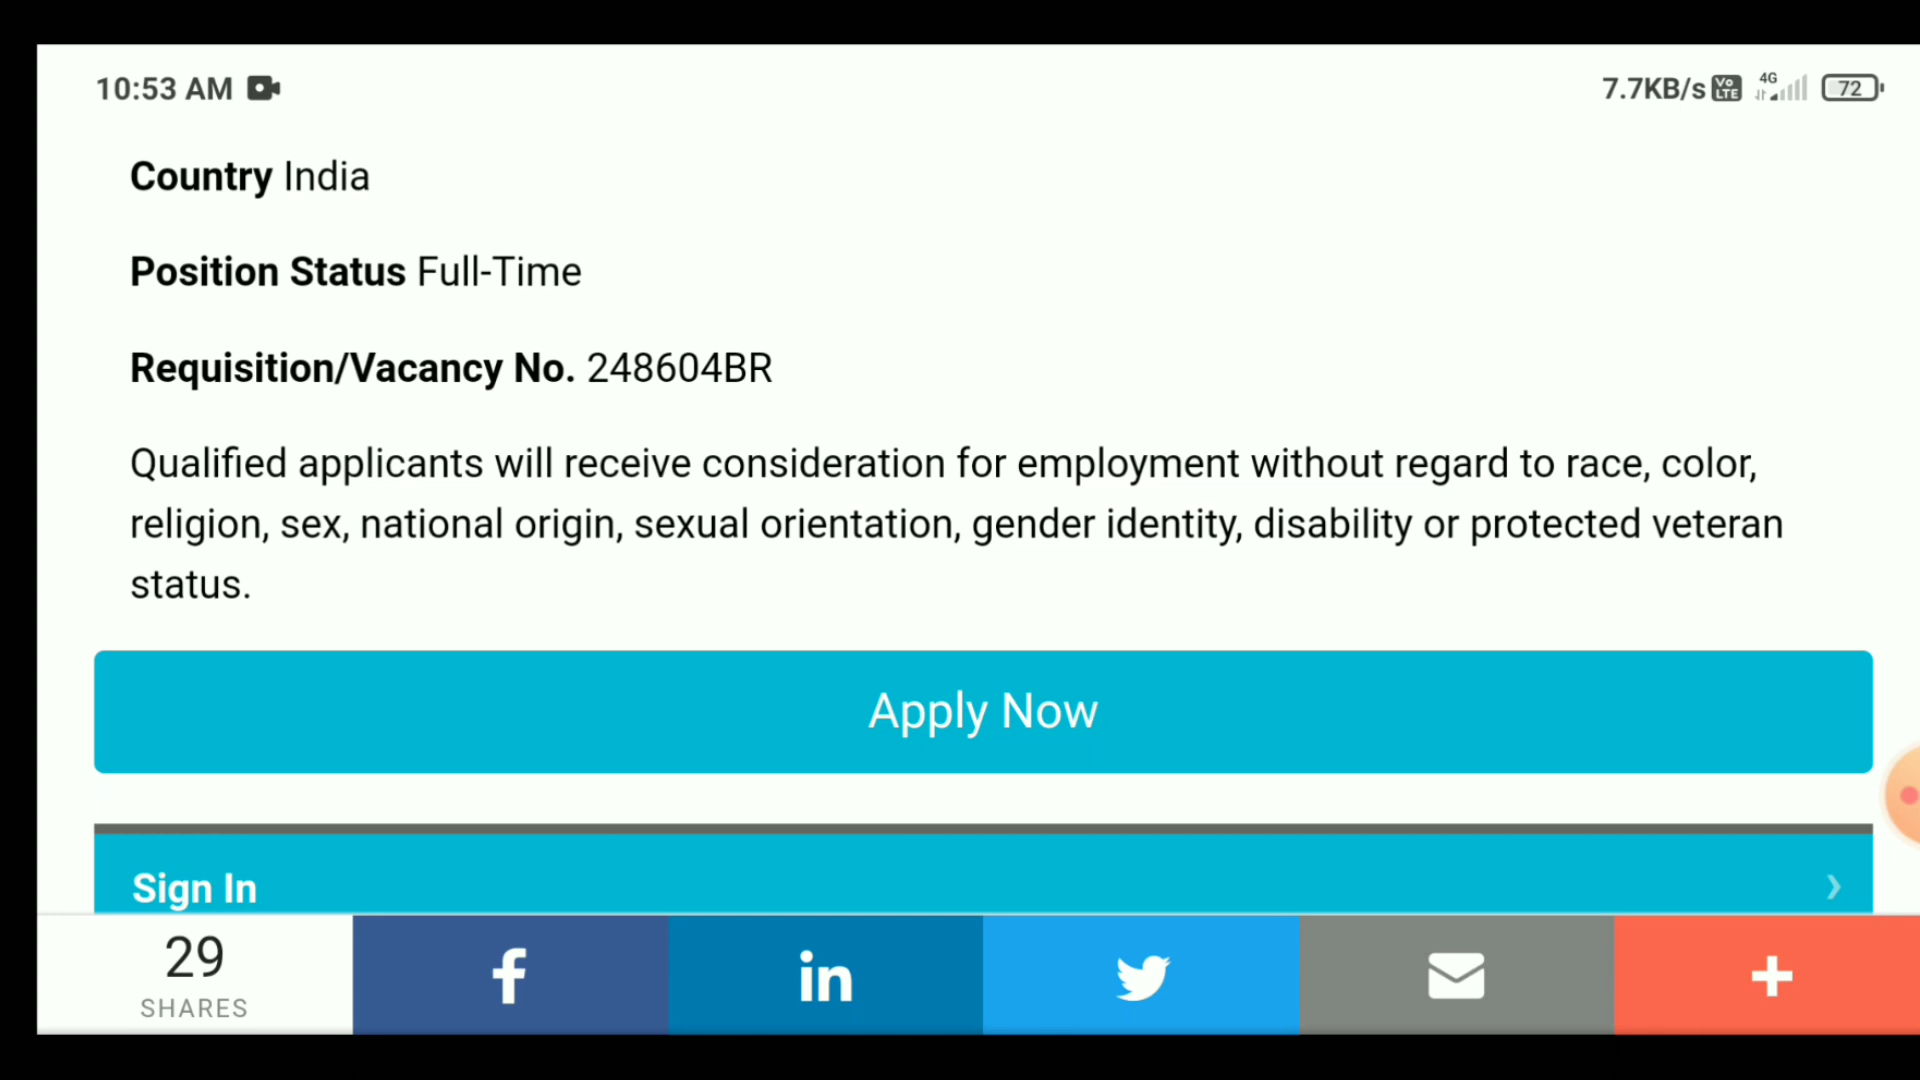 10:53 AM 7.7KB/s Vo LTE 4G 72
Country India
Position Status Full-Time
Requisition/Vacancy No. 248604BR
Qualified applicants will receive consideration for employment without regard to race, color,
religion, sex, national origin, sexual orientation, gender identity, disability or protected veteran
status.
Apply Now
Sign In
29
SHARES
f
in